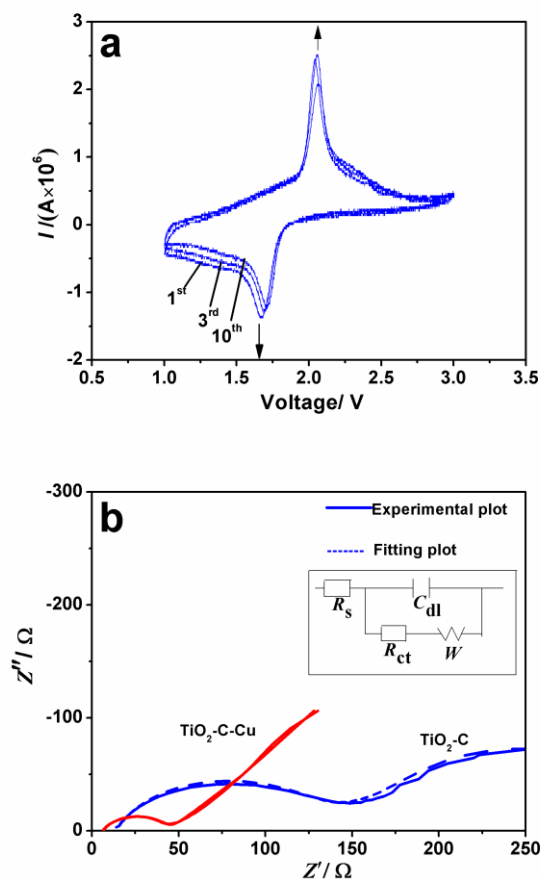 a
I /(A×10⁶)
3
2
1
0
-1
-2
1ˢᵗ
3ʳᵈ
10ᵗʰ
0.5 1.0 1.5 2.0 2.5 3.0 3.5
Voltage/ V
b
Z″/ Ω
-300
-200
-100
0
Experimental plot
Fitting plot
Rₛ
C_dl
R_ct
W
TiO₂-C-Cu
TiO₂-C
0 50 100 150 200 250
Z′/ Ω